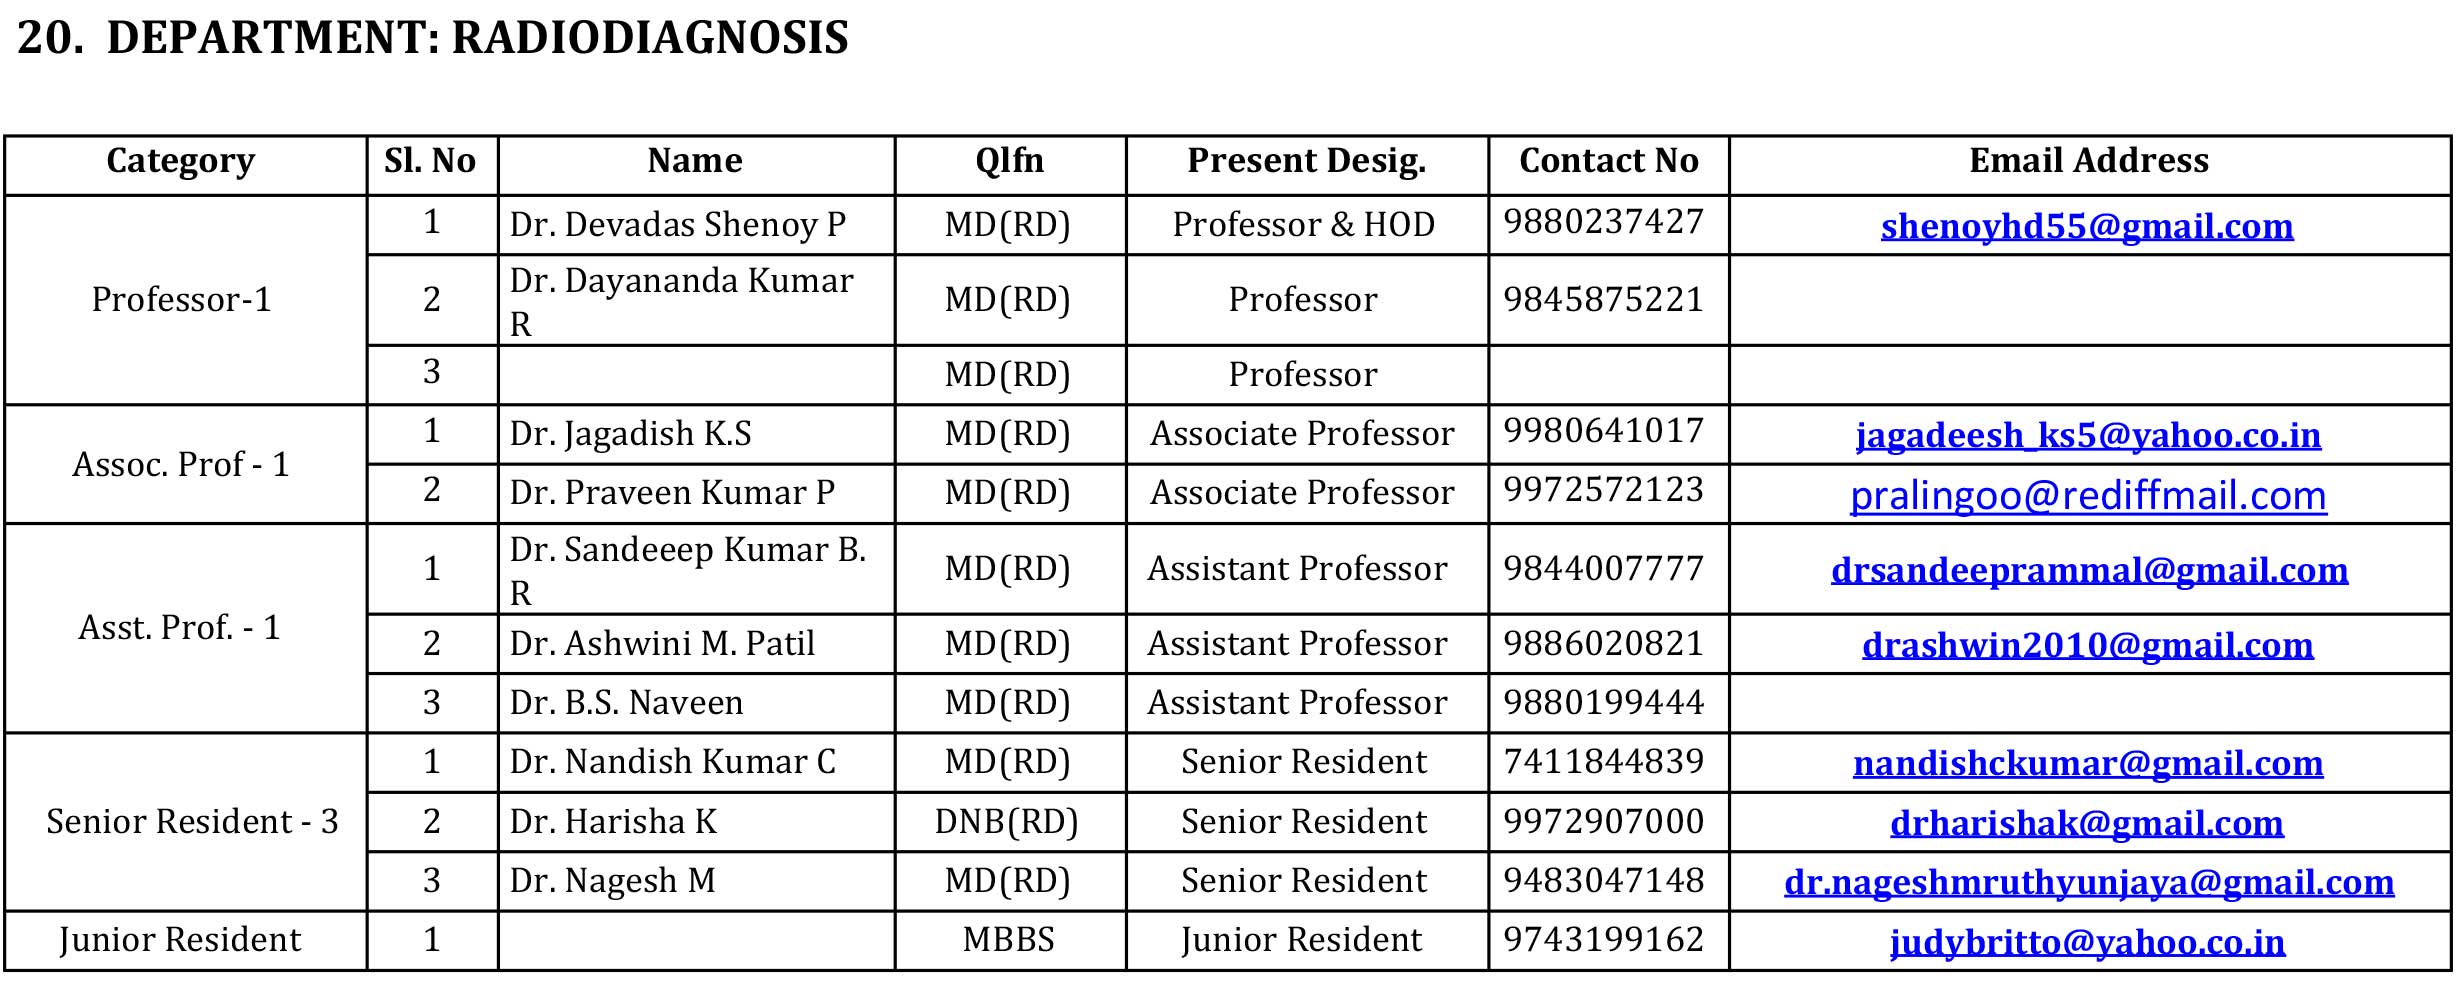 20. DEPARTMENT: RADIODIAGNOSIS
Category Sl. No Name Qlfn Present Desig. Contact No Email Address
Professor-1
1 Dr. Devadas Shenoy P MD(RD) Professor & HOD 9880237427 shenoyhd55@gmail.com
2 Dr. Dayananda Kumar
R MD(RD) Professor 9845875221
3 MD(RD) Professor
Assoc. Prof - 1
1 Dr. Jagadish K.S MD(RD) Associate Professor 9980641017 jagadeesh_ks5@yahoo.co.in
2 Dr. Praveen Kumar P MD(RD) Associate Professor 9972572123 pralingoo@rediffmail.com
Asst. Prof. - 1
1 Dr. Sandeeep Kumar B.
R MD(RD) Assistant Professor 9844007777 drsandeeprammal@gmail.com
2 Dr. Ashwini M. Patil MD(RD) Assistant Professor 9886020821 drashwin2010@gmail.com
3 Dr. B.S. Naveen MD(RD) Assistant Professor 9880199444
Senior Resident - 3
1 Dr. Nandish Kumar C MD(RD) Senior Resident 7411844839 nandishckumar@gmail.com
2 Dr. Harisha K DNB(RD) Senior Resident 9972907000 drharishak@gmail.com
3 Dr. Nagesh M MD(RD) Senior Resident 9483047148 dr.nageshmruthyunjaya@gmail.com
Junior Resident 1 MBBS Junior Resident 9743199162 judybritto@yahoo.co.in